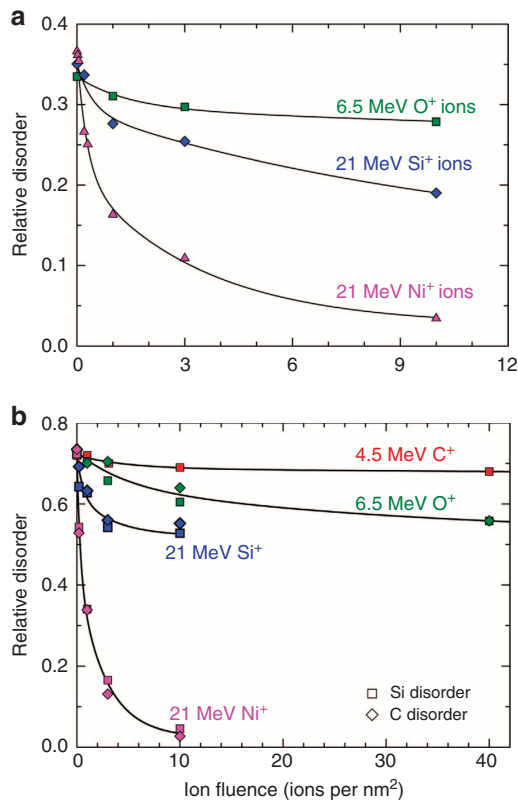 a
0.4
0.3
0.2
0.1
0.0
Relative disorder
6.5 MeV O⁺ ions
21 MeV Si⁺ ions
21 MeV Ni⁺ ions
0
3
6
9
12
b
0.8
0.6
0.4
0.2
0.0
Relative disorder
4.5 MeV C⁺
6.5 MeV O⁺
21 MeV Si⁺
21 MeV Ni⁺
Si disorder
C disorder
0
10
20
30
40
Ion fluence (ions per nm²)